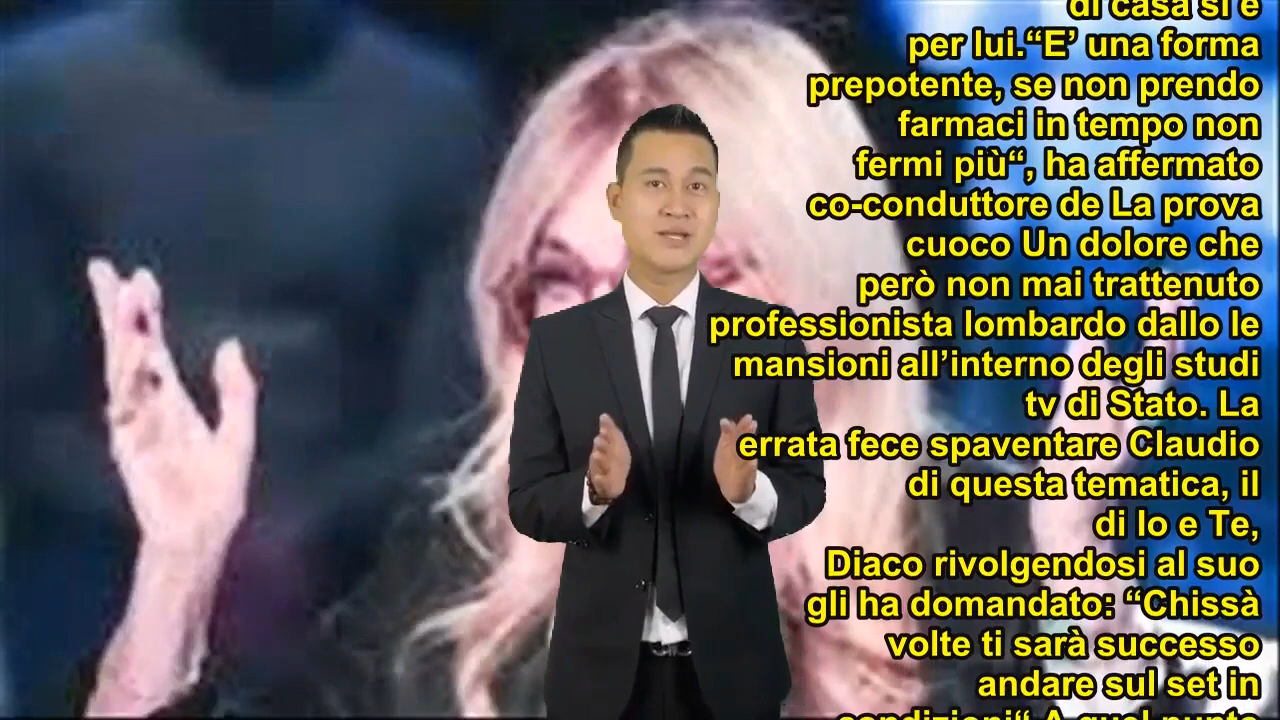 di casa si è
per lui.“E’ una forma
prepotente, se non prendo
farmaci in tempo non
fermi più“, ha affermato
co-conduttore de La prova
cuoco Un dolore che
però non mai trattenuto
professionista lombardo dallo le
mansioni all’interno degli studi
tv di Stato. La
errata fece spaventare Claudio
di questa tematica, il
di Io e Te,
Diaco rivolgendosi al suo
gli ha domandato: “Chissà
volte ti sarà successo
andare sul set in
condizioni“ A quel punto